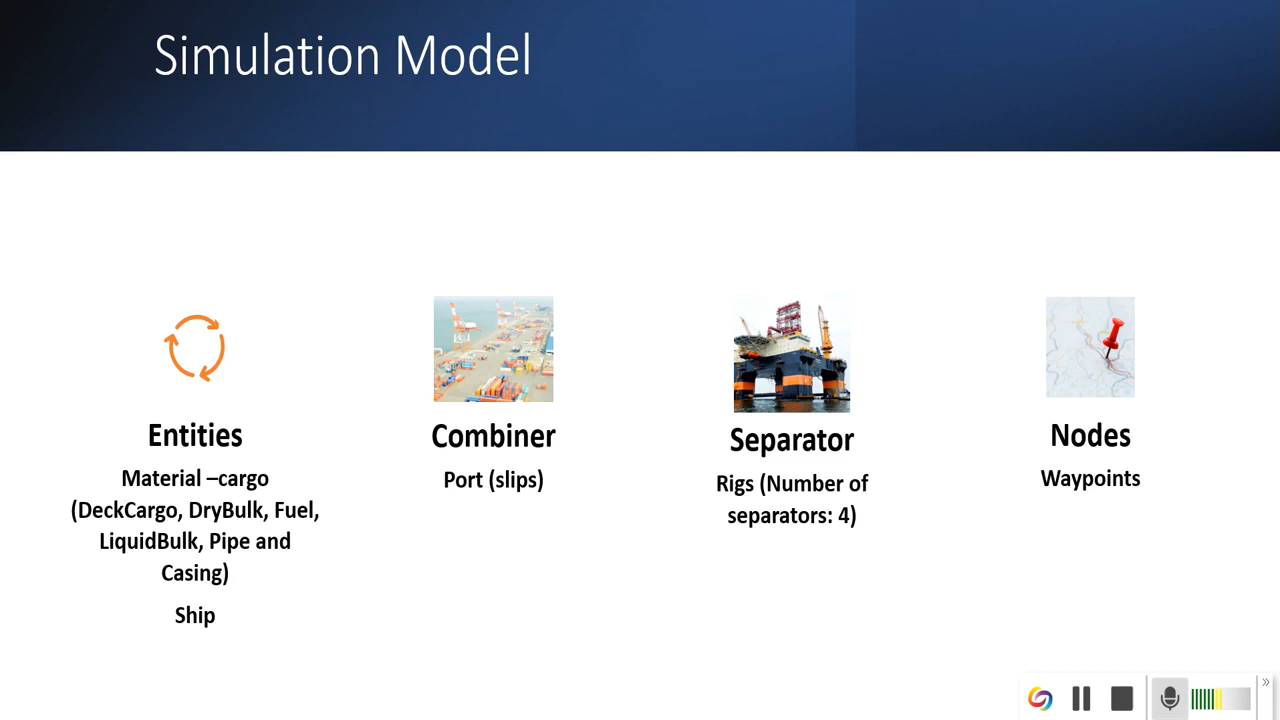 Simulation Model
Entities
Material –cargo
(DeckCargo, DryBulk, Fuel,
LiquidBulk, Pipe and
Casing)
Ship
Combiner
Port (slips)
Separator
Rigs (Number of
separators: 4)
Nodes
Waypoints
»